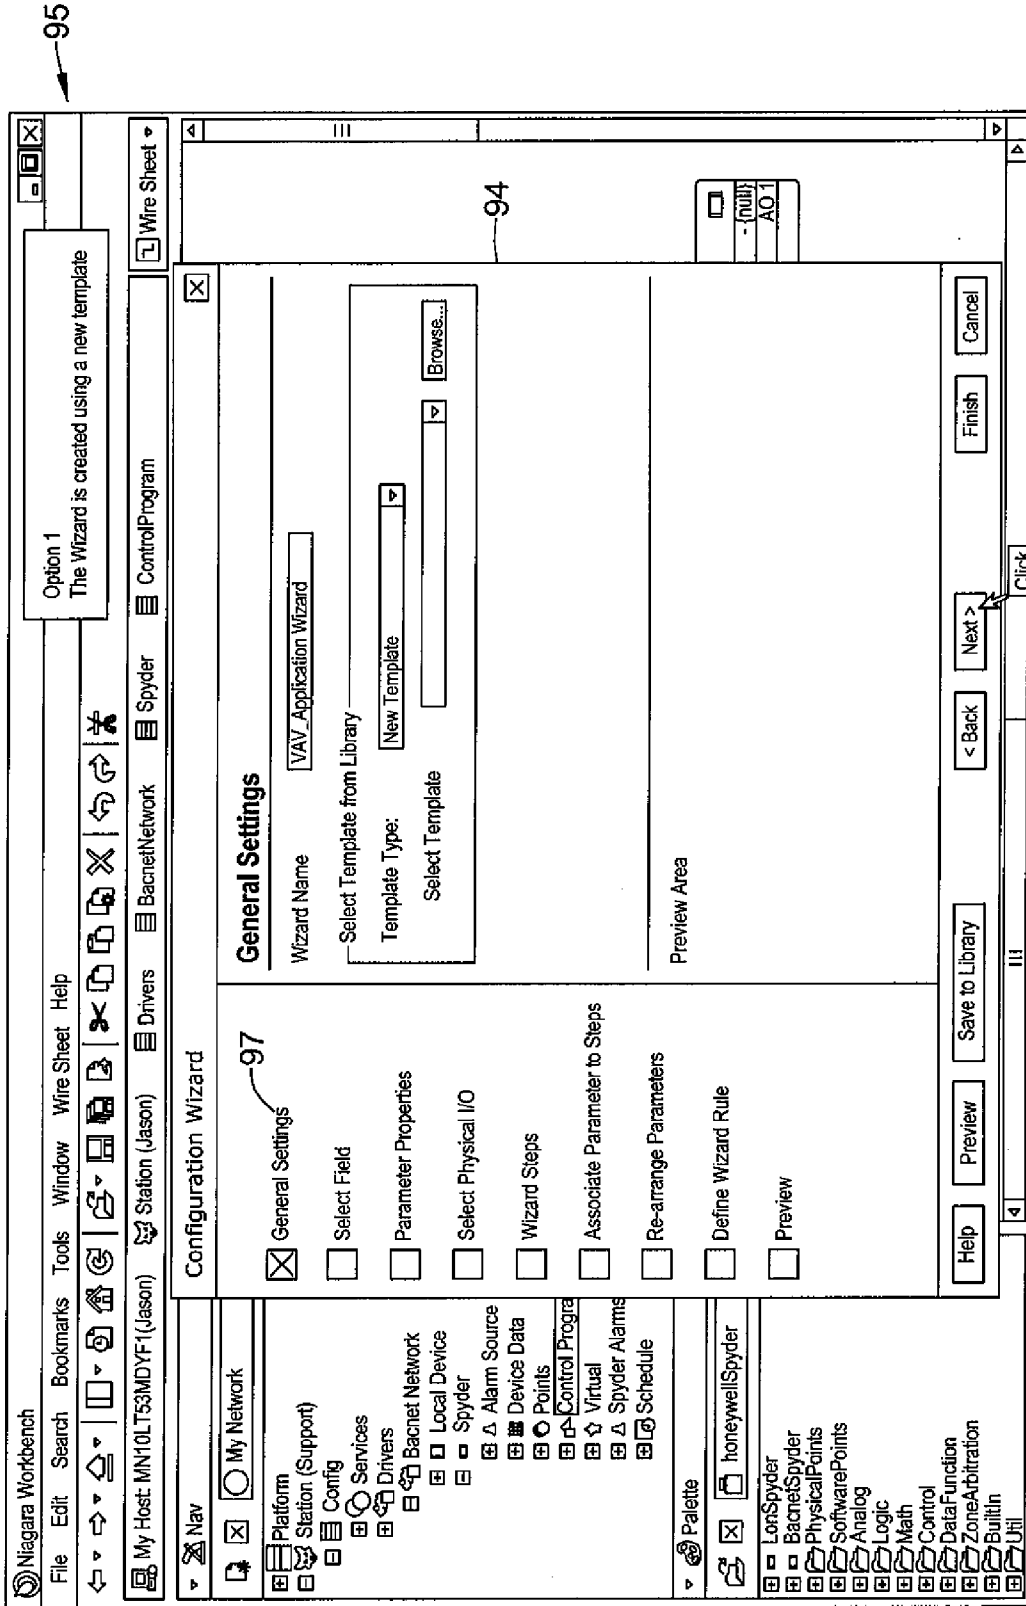 95
Niagara Workbench
File Edit Search Bookmarks Tools Window Wire Sheet Help
Option 1
The Wizard is created using a new template
My Host: MN10LT53MDYF1(Jason) Station (Jason) Drivers BacnetNetwork Spyder ControlProgram Wire Sheet
Nav
My Network
Platform
Station (Support)
Config
Services
Drivers
Bacnet Network
Local Device
Spyder
Alarm Source
Device Data
Points
Control Progra
Virtual
Spyder Alarms
Schedule
Palette
honeywellSpyder
LonSpyder
BacnetSpyder
PhysicalPoints
SoftwarePoints
Analog
Logic
Math
Control
DataFunction
ZoneArbitration
BuiltIn
Util
Configuration Wizard
97
General Settings
Select Field
Parameter Properties
Select Physical I/O
Wizard Steps
Associate Parameter to Steps
Re-arrange Parameters
Define Wizard Rule
Preview
General Settings
Wizard Name VAV_Application Wizard
Select Template from Library
Template Type: New Template
Select Template Browse...
Preview Area
94
- {null}
AO 1
Help Preview Save to Library < Back Next > Finish Cancel
Click